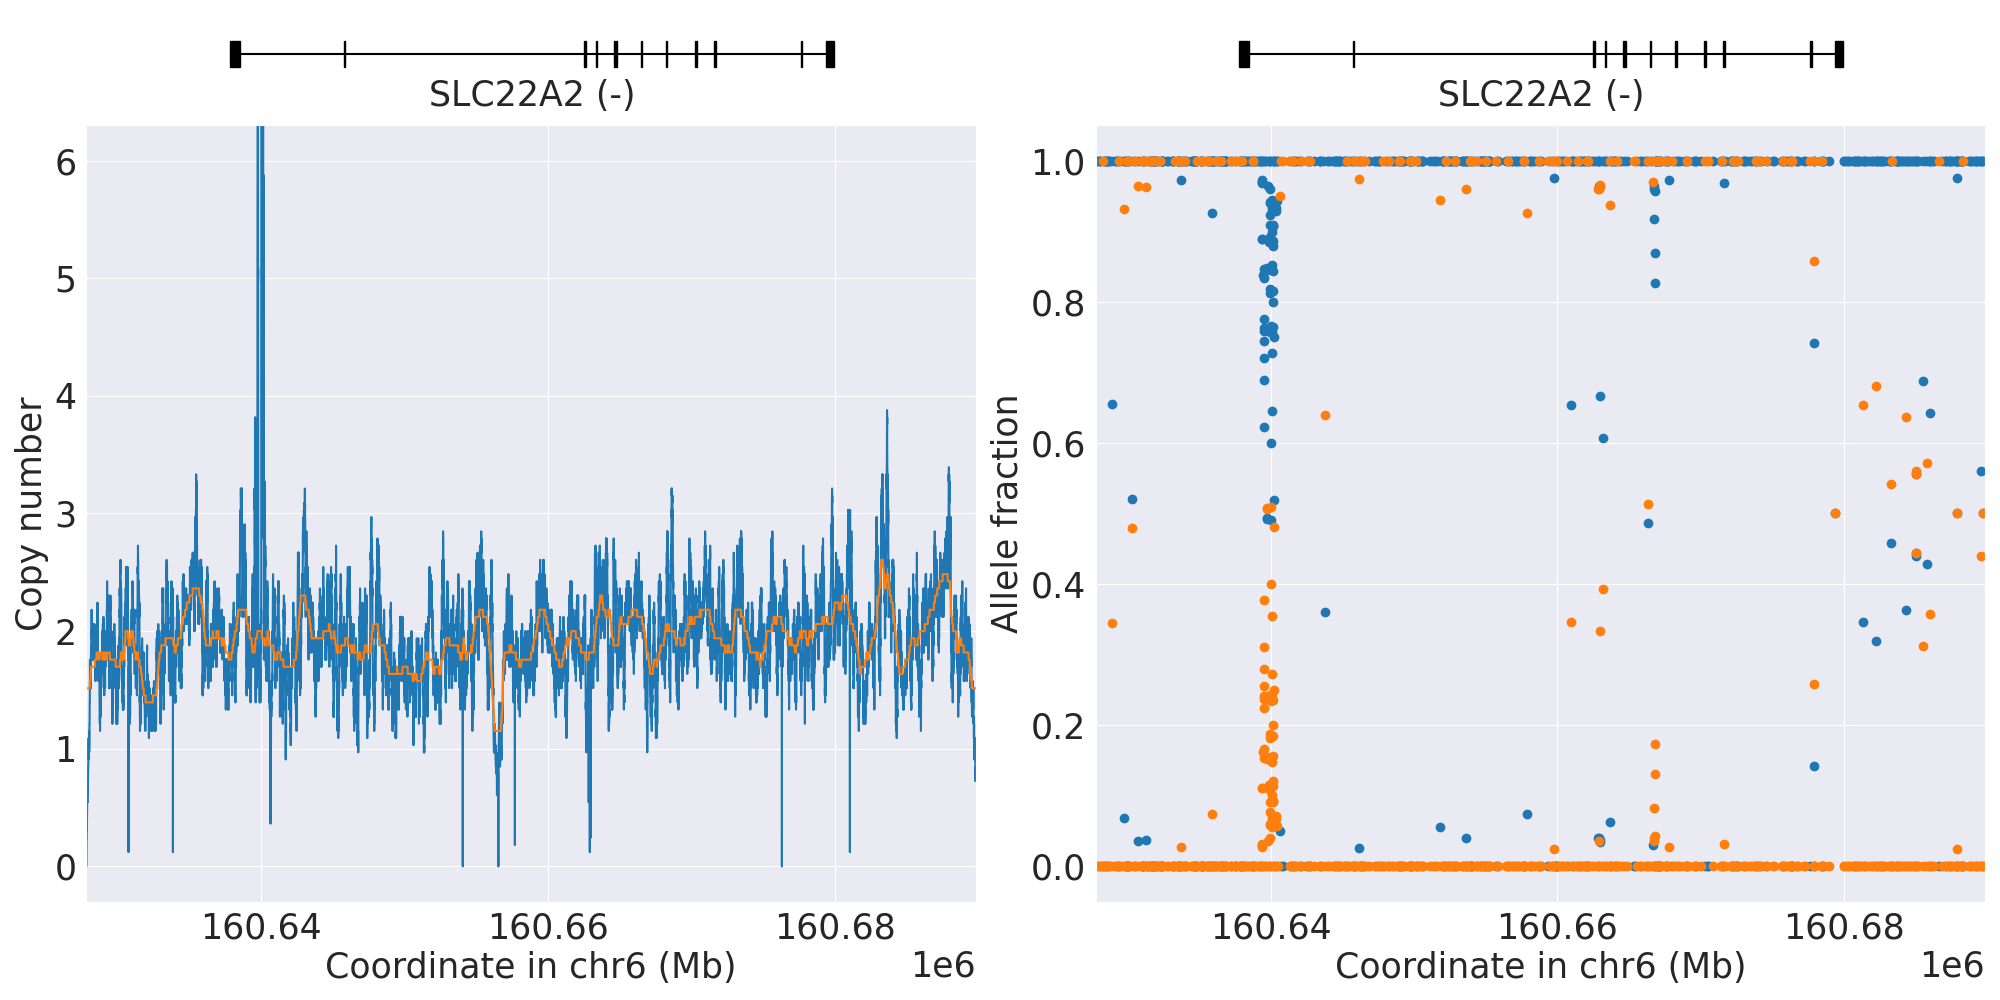 SLC22A2 (-)
6
5
4
3
2
1
0
Copy number
160.64
160.66
160.68
Coordinate in chr6 (Mb)
1e6
SLC22A2 (-)
1.0
0.8
0.6
0.4
0.2
0.0
Allele fraction
160.64
160.66
160.68
Coordinate in chr6 (Mb)
1e6